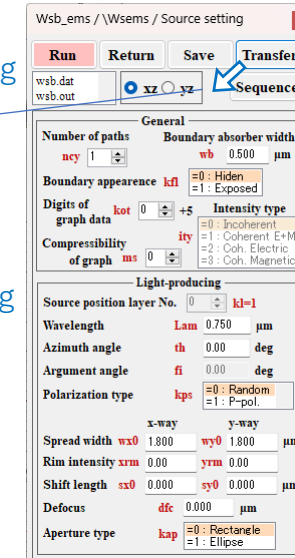 Wsb_ems / \Wsems / Source setting
Run Return Save Transfer
g
wsb.dat
wsb.out
xz yz Sequence
General
Number of paths Boundary absorber width
ncy 1 wb 0.500 μm
Boundary appearence kfl =0 : Hiden
=1 : Exposed
Digits of
graph data kot 0 +5 Intensity type
ity =0 : Incoherent
=1 : Coherent E+M
=2 : Coh. Electric
=3 : Coh. Magnetic
Compressibility
of graph ms 0
Light-producing
g
Source position layer No. 0 kl=1
Wavelength Lam 0.750 μm
Azimuth angle th 0.00 deg
Argument angle fi 0.00 deg
Polarization type kps =0 : Random
=1 : P-pol.
x-way y-way
Spread width wx0 1.800 wy0 1.800 μm
Rim intensity xrm 0.00 yrm 0.00
Shift length sx0 0.000 sy0 0.000 μm
Defocus dfc 0.000 μm
Aperture type kap =0 : Rectangle
=1 : Ellipse